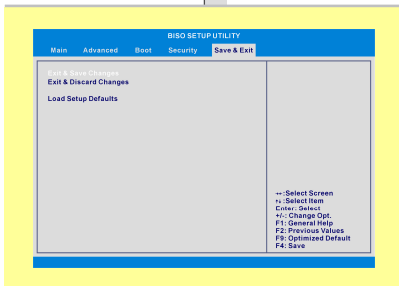 BISO SETUP UTILITY
Main Advanced Boot Security Save & Exit
Exit & Save Changes
Exit & Discard Changes
Load Setup Defaults
↔:Select Screen
↑↓:Select Item
Enter: Select
+/-: Change Opt.
F1: General Help
F2: Previous Values
F9: Optimized Default
F4: Save